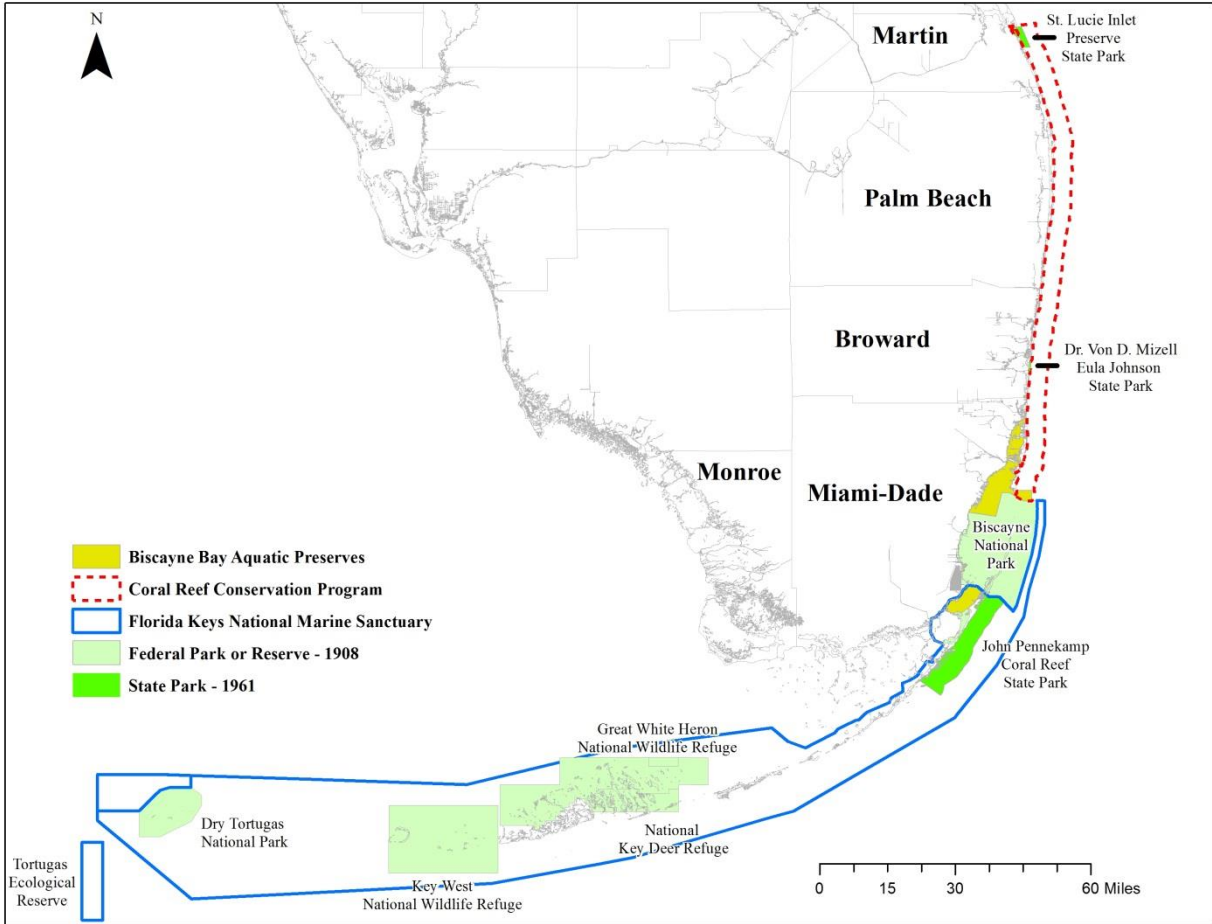 N
Martin
St. Lucie Inlet
Preserve
State Park
Palm Beach
Broward
Dr. Von D. Mizell
Eula Johnson
State Park
Monroe
Miami-Dade
Biscayne
National
Park
Biscayne Bay Aquatic Preserves
Coral Reef Conservation Program
Florida Keys National Marine Sanctuary
Federal Park or Reserve - 1908
State Park - 1961
John Pennekamp
Coral Reef
State Park
Great White Heron
National Wildlife Refuge
Dry Tortugas
National Park
National
Key Deer Refuge
Tortugas
Ecological
Reserve
Key West
National Wildlife Refuge
0 30 60 Miles